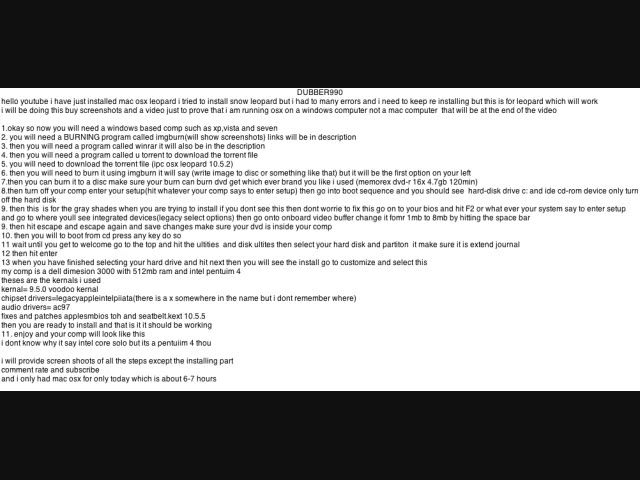 DUBBER990
hello youtube i have just installed mac osx leopard i tried to install snow leopard but i had to many errors and i need to keep re installing but this is for leopard which will work
i will be doing this buy screenshots and a video just to prove that i am running osx on a windows computer not a mac computer  that will be at the end of the video
1.okay so now you will need a windows based comp such as xp,vista and seven
2. you will need a BURNING program called imgburn(will show screenshots) links will be in description
3. then you will need a program called winrar it will also be in the description
4. then you will need a program called u torrent to download the torrent file
5. you will need to download the torrent file (ipc osx leopard 10.5.2)
6. then you will need to burn it using imgburn it will say (write image to disc or something like that) but it will be the first option on your left
7.then you can burn it to a disc make sure your burn can burn dvd get which ever brand you like i used (memorex dvd-r 16x 4.7gb 120min)
8.then turn off your comp enter your setup(hit whatever your comp says to enter setup) then go into boot sequence and you should see  hard-disk drive c: and ide cd-rom device only turn
off the hard disk
9. then this  is for the gray shades when you are trying to install if you dont see this then dont worrie to fix this go on to your bios and hit F2 or what ever your system say to enter setup
and go to where youll see integrated devices(legacy select options) then go onto onboard video buffer change it fomr 1mb to 8mb by hitting the space bar
9. then hit escape and escape again and save changes make sure your dvd is inside your comp
10. then you will to boot from cd press any key do so
11 wait until you get to welcome go to the top and hit the ultities  and disk ultites then select your hard disk and partiton  it make sure it is extend journal
12 then hit enter
13 when you have finished selecting your hard drive and hit next then you will see the install go to customize and select this
my comp is a dell dimesion 3000 with 512mb ram and intel pentuim 4
theses are the kernals i used
kernal= 9.5.0 voodoo kernal
chipset drivers=legacyappleintelpiiata(there is a x somewhere in the name but i dont remember where)
audio drivers= ac97
fixes and patches applesmbios toh and seatbelt.kext 10.5.5
then you are ready to install and that is it it should be working
11. enjoy and your comp will look like this
i dont know why it say intel core solo but its a pentuiim 4 thou
i will provide screen shoots of all the steps except the installing part
comment rate and subscribe
and i only had mac osx for only today which is about 6-7 hours